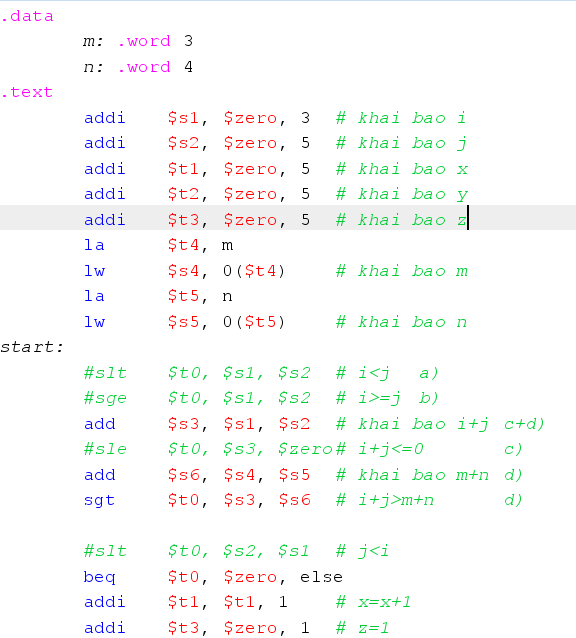 .data
m: .word 3
n: .word 4
.text
addi $s1, $zero, 3 # khai bao i
addi $s2, $zero, 5 # khai bao j
addi $t1, $zero, 5 # khai bao x
addi $t2, $zero, 5 # khai bao y
addi $t3, $zero, 5 # khai bao z
la $t4, m
lw $s4, 0($t4) # khai bao m
la $t5, n
lw $s5, 0($t5) # khai bao n
start:
#slt $t0, $s1, $s2 # i<j a)
#sge $t0, $s1, $s2 # i>=j b)
add $s3, $s1, $s2 # khai bao i+j c+d)
#sle $t0, $s3, $zero# i+j<=0 c)
add $s6, $s4, $s5 # khai bao m+n d)
sgt $t0, $s3, $s6 # i+j>m+n d)
#slt $t0, $s2, $s1 # j<i
beq $t0, $zero, else
addi $t1, $t1, 1 # x=x+1
addi $t3, $zero, 1 # z=1